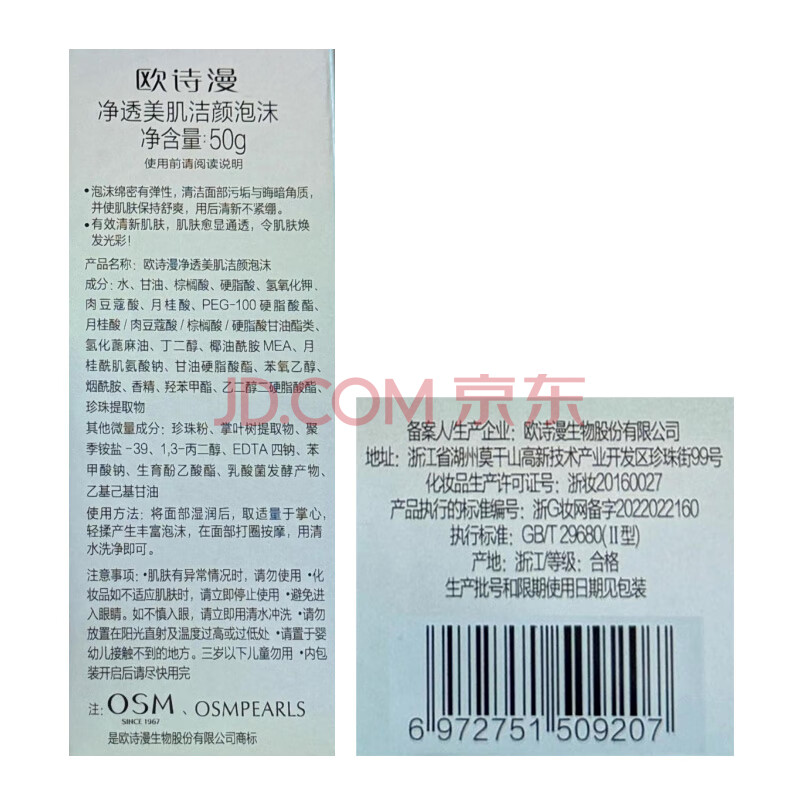 欧诗漫
净透美肌洁颜泡沫
净含量:50g
使用前请阅读说明
•泡沫绵密有弹性，清洁面部污垢与晦暗角质，
并使肌肤保持舒爽，用后清新不紧绷。
•有效清新肌肤，肌肤愈显通透，令肌肤焕
发光彩！
产品名称：欧诗漫净透美肌洁颜泡沫
成分：水、甘油、棕榈酸、硬脂酸、氢氧化钾、
肉豆蔻酸、月桂酸、PEG-100硬脂酸酯、
月桂酸/肉豆蔻酸/棕榈酸/硬脂酸甘油酯类、
氢化蓖麻油、丁二醇、椰油酰胺MEA、月
桂酰肌氨酸钠、甘油硬脂酸酯、苯氧乙醇、
烟酰胺、香精、羟苯甲酯、乙二醇二硬脂酸酯、
珍珠提取物
其他微量成分：珍珠粉、掌叶树提取物、聚
季铵盐-39、1,3-丙二醇、EDTA四钠、苯
甲酸钠、生育酚乙酸酯、乳酸菌发酵产物、
乙基己基甘油
使用方法：将面部湿润后，取适量于掌心，
轻揉产生丰富泡沫，在面部打圈按摩，用清
水洗净即可。
注意事项：•肌肤有异常情况时，请勿使用 •化
妆品如不适应肌肤时，请立即停止使用 •避免进
入眼睛。如不慎入眼，请立即用清水冲洗 •请勿
放置在阳光直射及温度过高或过低处 •请置于婴
幼儿接触不到的地方。三岁以下儿童勿用 •内包
装开启后请尽快用完
注：OSM、OSMPEARLS
SINCE 1967
是欧诗漫生物股份有限公司商标
JD.COM 京东
备案人/生产企业：欧诗漫生物股份有限公司
地址：浙江省湖州莫干山高新技术产业开发区珍珠街99号
化妆品生产许可证号：浙妆20160027
产品执行的标准编号：浙G妆网备字2022022160
执行标准：GB/T 29680(Ⅱ型)
产地：浙江/等级：合格
生产批号和限期使用日期见包装
6 972751 509207